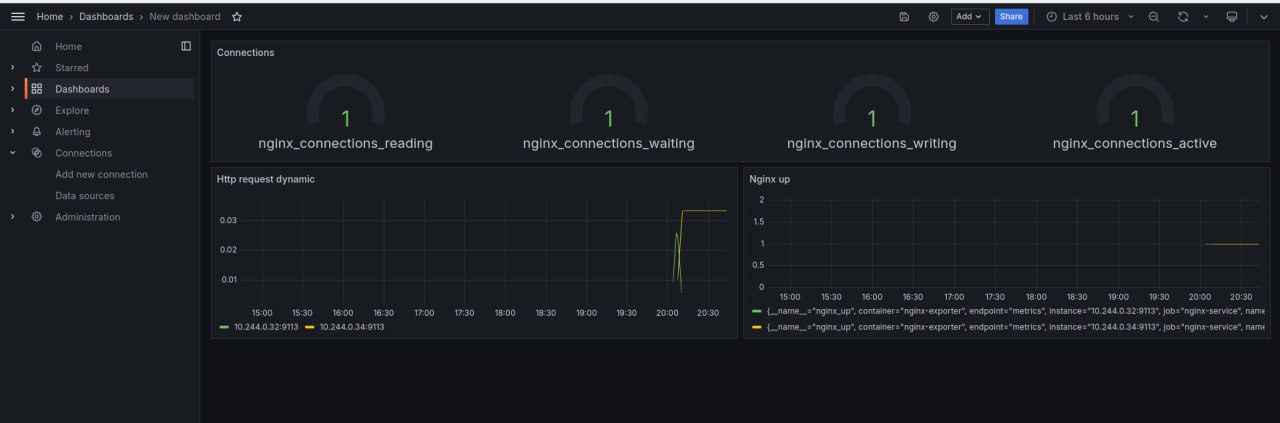 Home › Dashboards › New dashboard
Add
Share
Last 6 hours
Home
Starred
Dashboards
Explore
Alerting
Connections
Add new connection
Data sources
Administration
Connections
1 1 1 1
nginx_connections_reading nginx_connections_waiting nginx_connections_writing nginx_connections_active
Http request dynamic
0.03
0.02
0.01
15:00 15:30 16:00 16:30 17:00 17:30 18:00 18:30 19:00 19:30 20:00 20:30
10.244.0.32:9113 10.244.0.34:9113
Nginx up
2
1.5
1
0.5
0
15:00 15:30 16:00 16:30 17:00 17:30 18:00 18:30 19:00 19:30 20:00 20:30
{__name__="nginx_up", container="nginx-exporter", endpoint="metrics", instance="10.244.0.32:9113", job="nginx-service", name
{__name__="nginx_up", container="nginx-exporter", endpoint="metrics", instance="10.244.0.34:9113", job="nginx-service", name